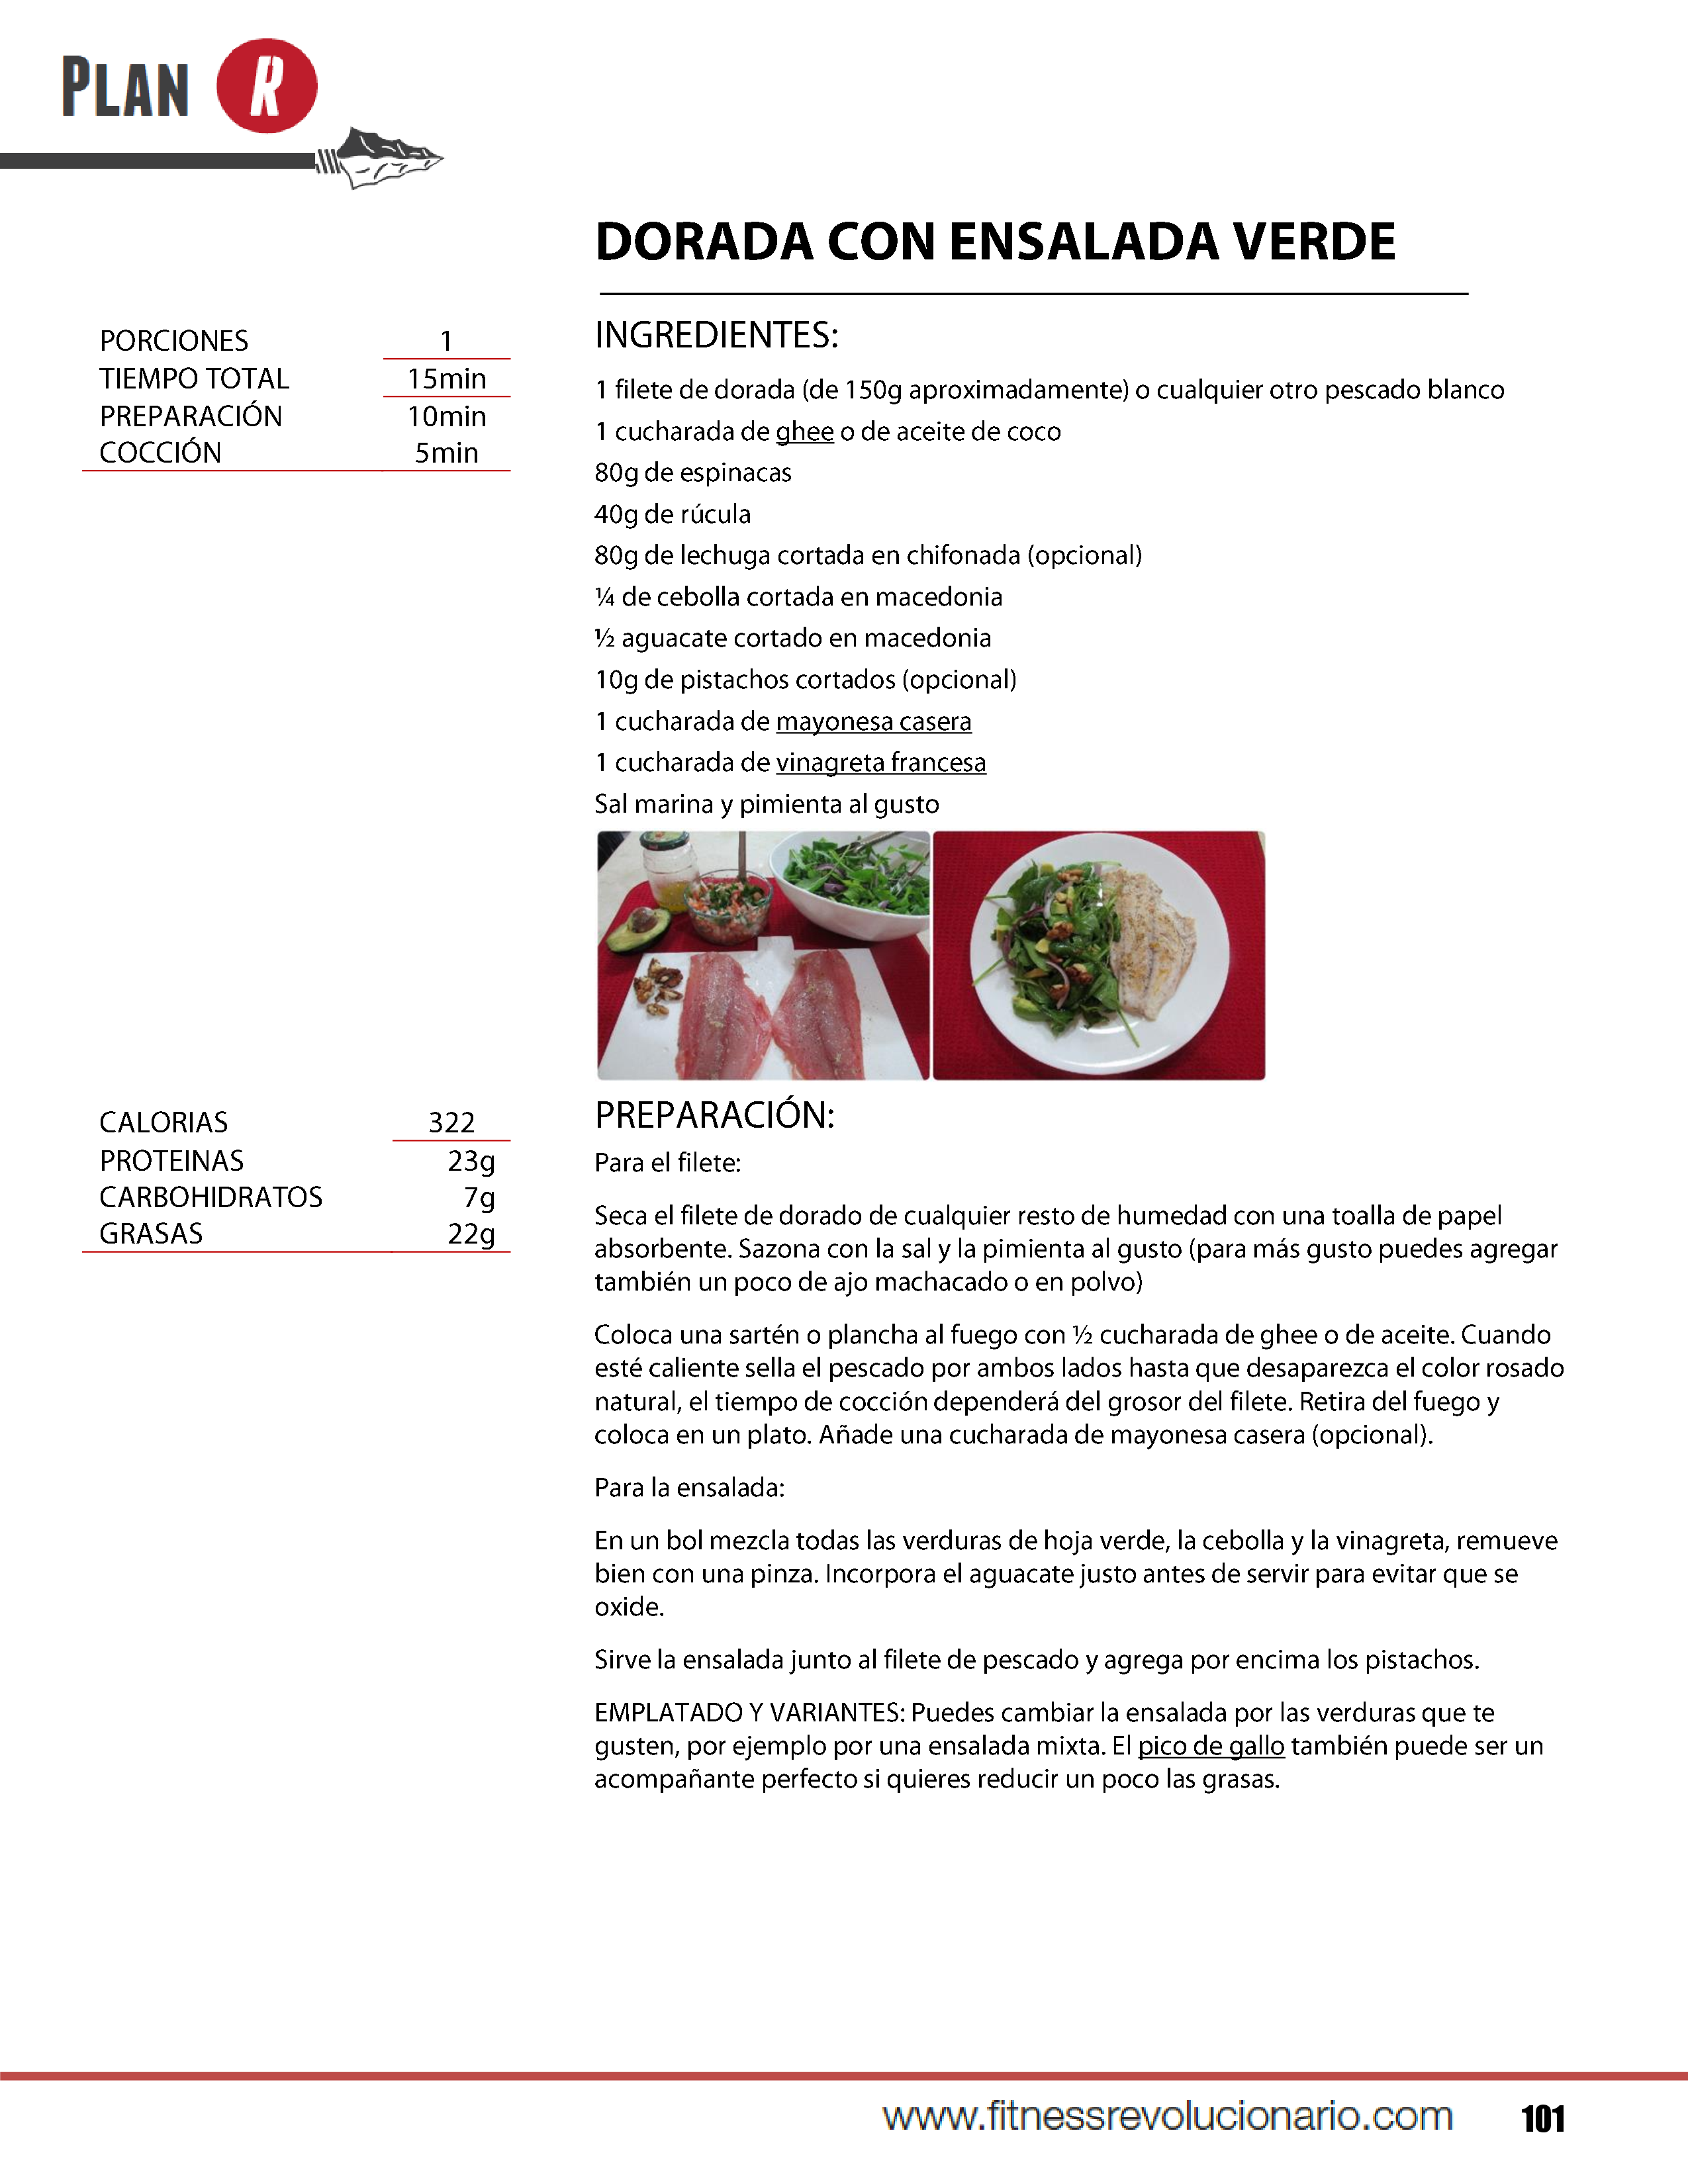 PLAN R
DORADA CON ENSALADA VERDE
PORCIONES 1
TIEMPO TOTAL 15min
PREPARACIÓN 10min
COCCIÓN 5min
INGREDIENTES:
1 filete de dorada (de 150g aproximadamente) o cualquier otro pescado blanco
1 cucharada de ghee o de aceite de coco
80g de espinacas
40g de rúcula
80g de lechuga cortada en chifonada (opcional)
¼ de cebolla cortada en macedonia
½ aguacate cortado en macedonia
10g de pistachos cortados (opcional)
1 cucharada de mayonesa casera
1 cucharada de vinagreta francesa
Sal marina y pimienta al gusto
CALORIAS 322
PROTEINAS 23g
CARBOHIDRATOS 7g
GRASAS 22g
PREPARACIÓN:
Para el filete:
Seca el filete de dorado de cualquier resto de humedad con una toalla de papel
absorbente. Sazona con la sal y la pimienta al gusto (para más gusto puedes agregar
también un poco de ajo machacado o en polvo)
Coloca una sartén o plancha al fuego con ½ cucharada de ghee o de aceite. Cuando
esté caliente sella el pescado por ambos lados hasta que desaparezca el color rosado
natural, el tiempo de cocción dependerá del grosor del filete. Retira del fuego y
coloca en un plato. Añade una cucharada de mayonesa casera (opcional).
Para la ensalada:
En un bol mezcla todas las verduras de hoja verde, la cebolla y la vinagreta, remueve
bien con una pinza. Incorpora el aguacate justo antes de servir para evitar que se
oxide.
Sirve la ensalada junto al filete de pescado y agrega por encima los pistachos.
EMPLATADO Y VARIANTES: Puedes cambiar la ensalada por las verduras que te
gusten, por ejemplo por una ensalada mixta. El pico de gallo también puede ser un
acompañante perfecto si quieres reducir un poco las grasas.
www.fitnessrevolucionario.com 101